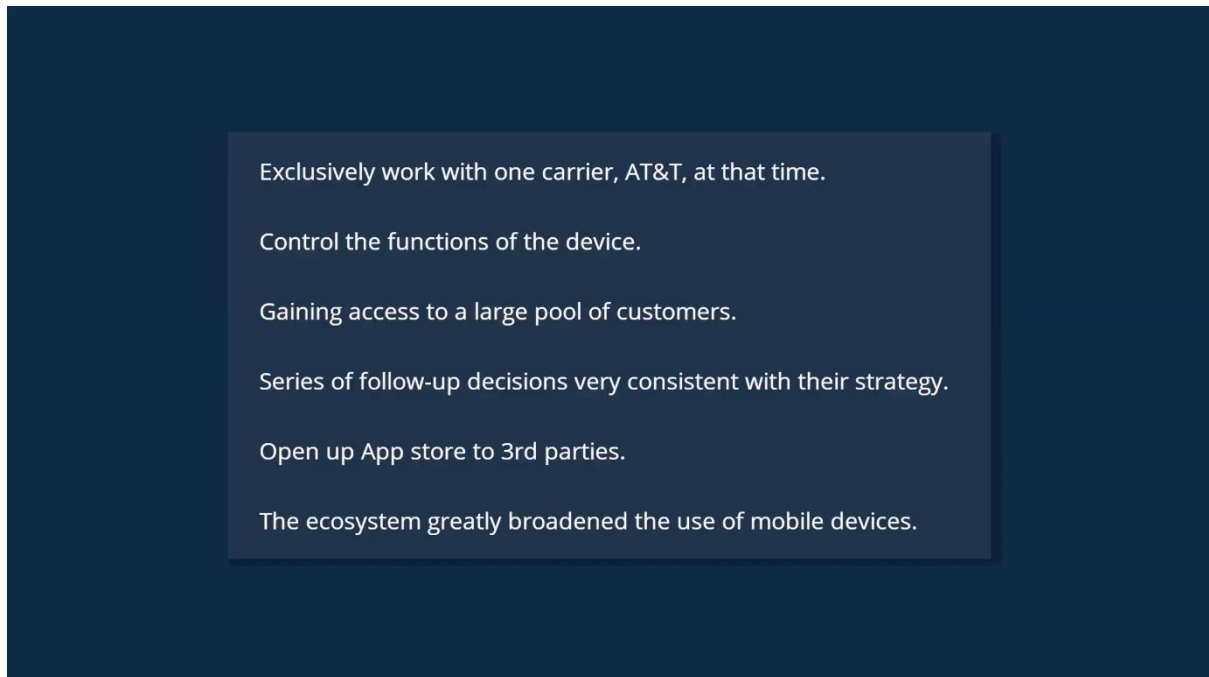 Exclusively work with one carrier, AT&T, at that time.
Control the functions of the device.
Gaining access to a large pool of customers.
Series of follow-up decisions very consistent with their strategy.
Open up App store to 3rd parties.
The ecosystem greatly broadened the use of mobile devices.